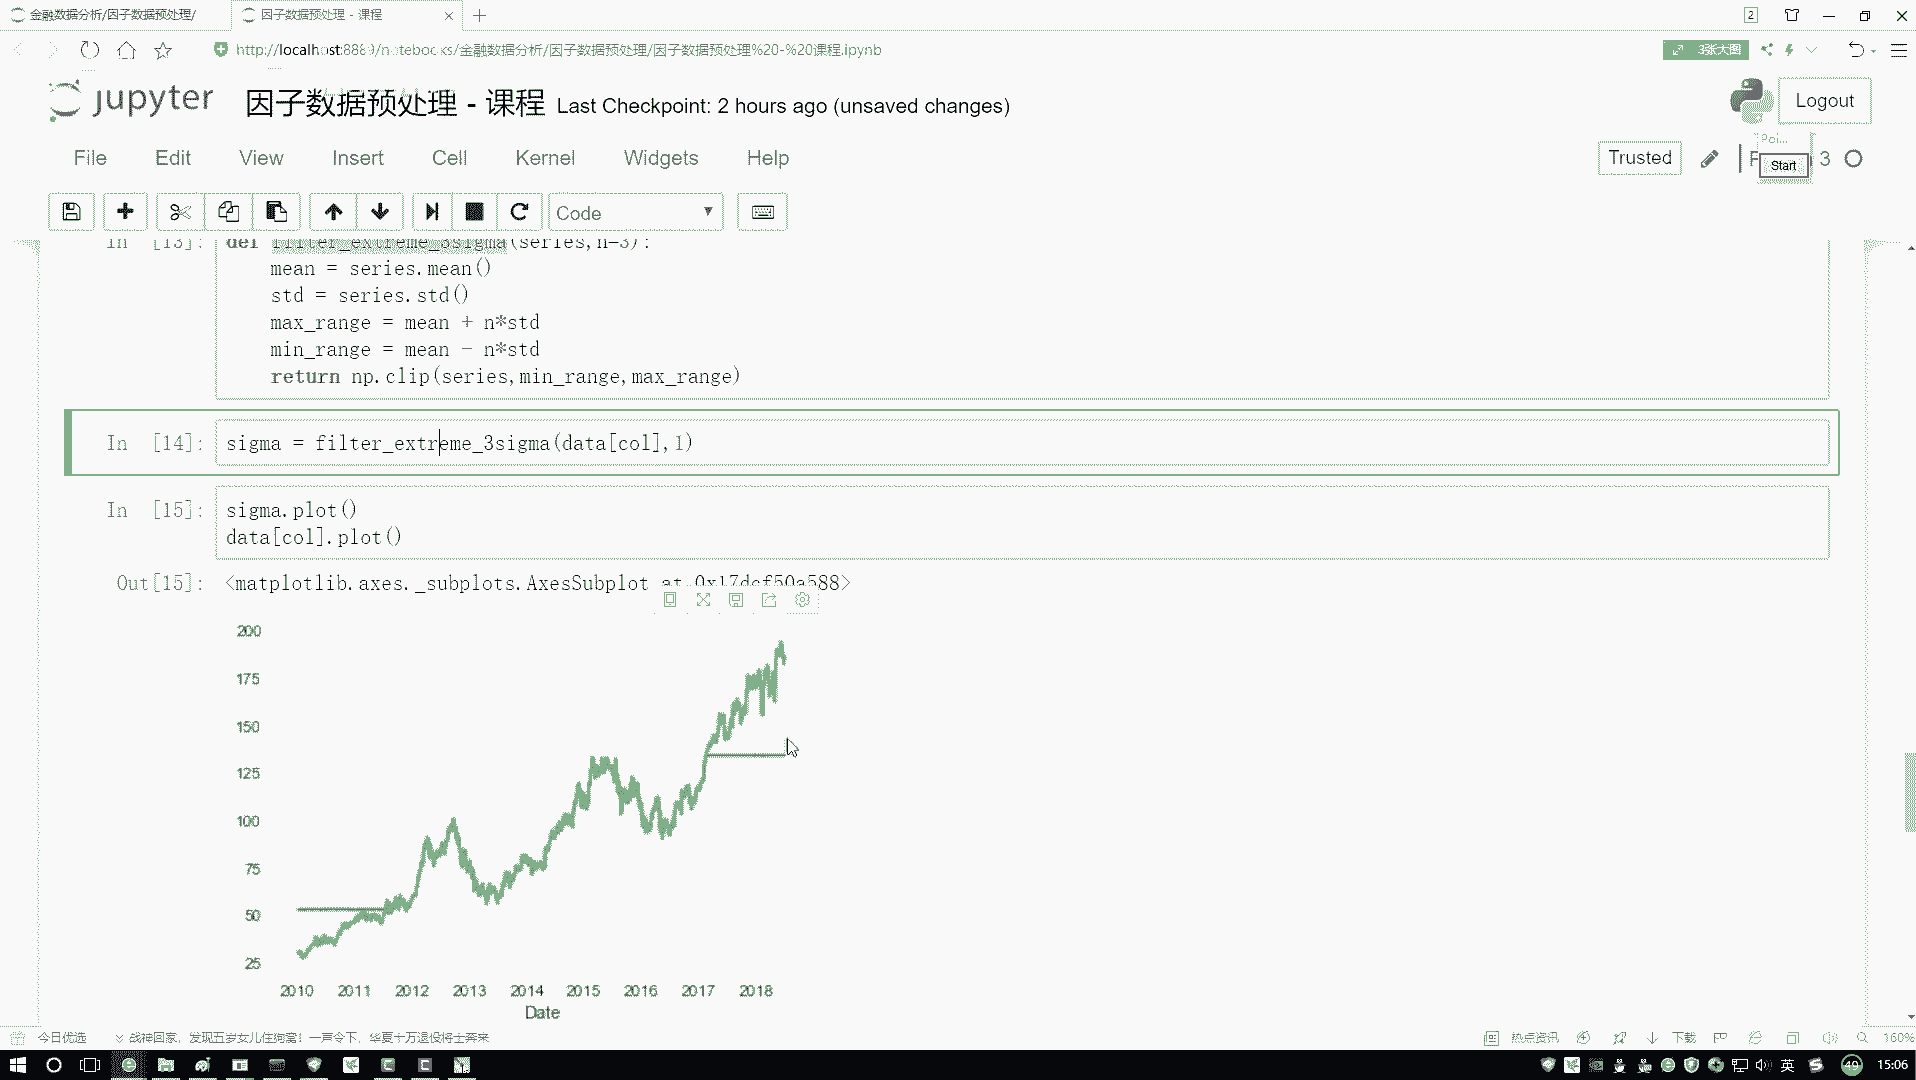 金融数据分析/因子数据预处理/
因子数据预处理 - 课程
2
http://localhost:8889/notebooks/金融数据分析/因子数据预处理/因子数据预处理%20-%20课程.ipynb
3张大图
jupyter
因子数据预处理 - 课程 Last Checkpoint: 2 hours ago (unsaved changes)
Logout
File Edit View Insert Cell Kernel Widgets Help
Trusted
Poi...
Start
3
Code
In [13]: def filter_extreme_3sigma(series,n=3):
mean = series.mean()
std = series.std()
max_range = mean + n*std
min_range = mean - n*std
return np.clip(series,min_range,max_range)
In [14]: sigma = filter_extreme_3sigma(data[col],1)
In [15]: sigma.plot()
data[col].plot()
Out[15]: <matplotlib.axes._subplots.AxesSubplot at 0x17dcf50a588>
200
175
150
125
100
75
50
25
2010 2011 2012 2013 2014 2015 2016 2017 2018
Date
今日优选
战神回家，发现五岁女儿住狗窝！一声令下，华夏十万退役将士奔来
热点资讯
下载
160%
英
49
15:06